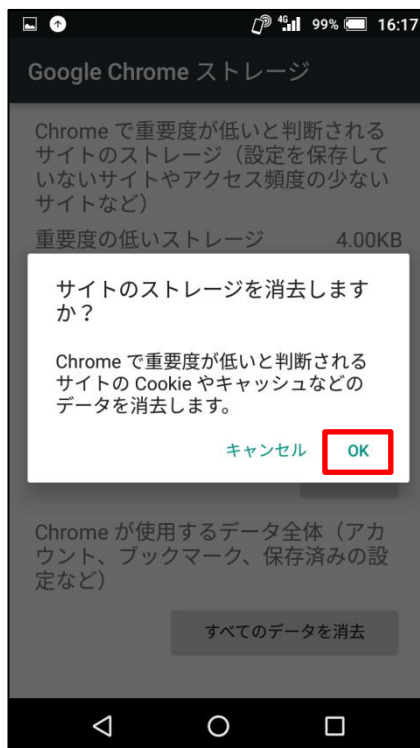 4G 99% 16:17
Google Chrome ストレージ
Chrome で重要度が低いと判断される
サイトのストレージ（設定を保存して
いないサイトやアクセス頻度の少ない
サイトなど）
重要度の低いストレージ 4.00KB
サイトのストレージを消去します
か？
Chrome で重要度が低いと判断される
サイトの Cookie やキャッシュなどの
データを消去します。
キャンセル OK
Chrome が使用するデータ全体（アカ
ウント、ブックマーク、保存済みの設
定など）
すべてのデータを消去